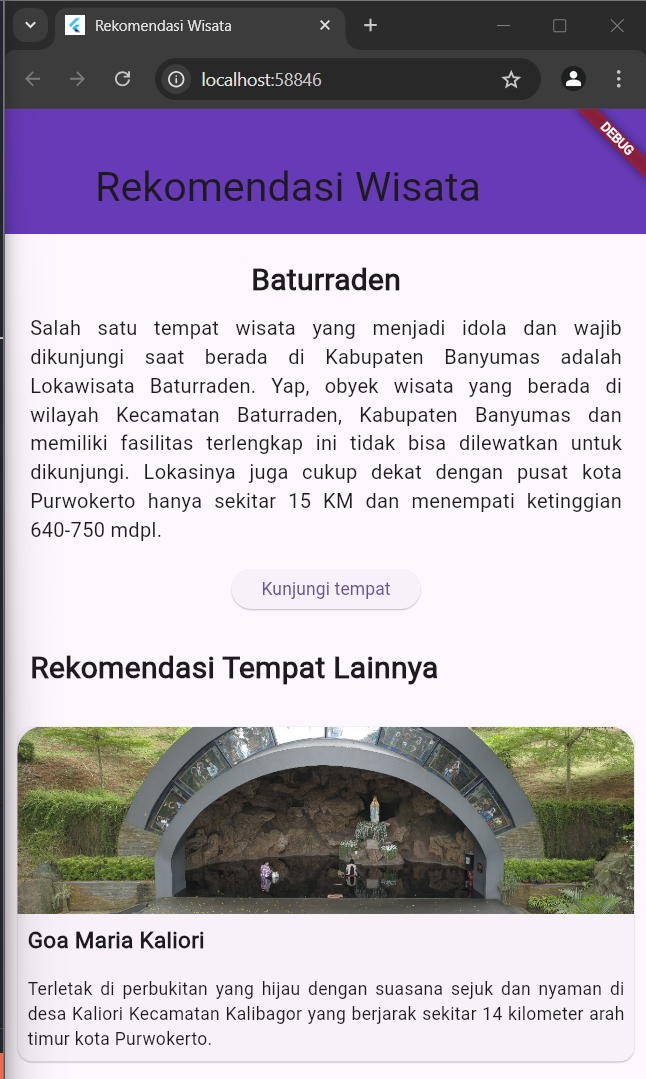 Rekomendasi Wisata
localhost:58846
DEBUG
Rekomendasi Wisata
Baturraden
Salah satu tempat wisata yang menjadi idola dan wajib
dikunjungi saat berada di Kabupaten Banyumas adalah
Lokawisata Baturraden. Yap, obyek wisata yang berada di
wilayah Kecamatan Baturraden, Kabupaten Banyumas dan
memiliki fasilitas terlengkap ini tidak bisa dilewatkan untuk
dikunjungi. Lokasinya juga cukup dekat dengan pusat kota
Purwokerto hanya sekitar 15 KM dan menempati ketinggian
640-750 mdpl.
Kunjungi tempat
Rekomendasi Tempat Lainnya
Goa Maria Kaliori
Terletak di perbukitan yang hijau dengan suasana sejuk dan nyaman di
desa Kaliori Kecamatan Kalibagor yang berjarak sekitar 14 kilometer arah
timur kota Purwokerto.